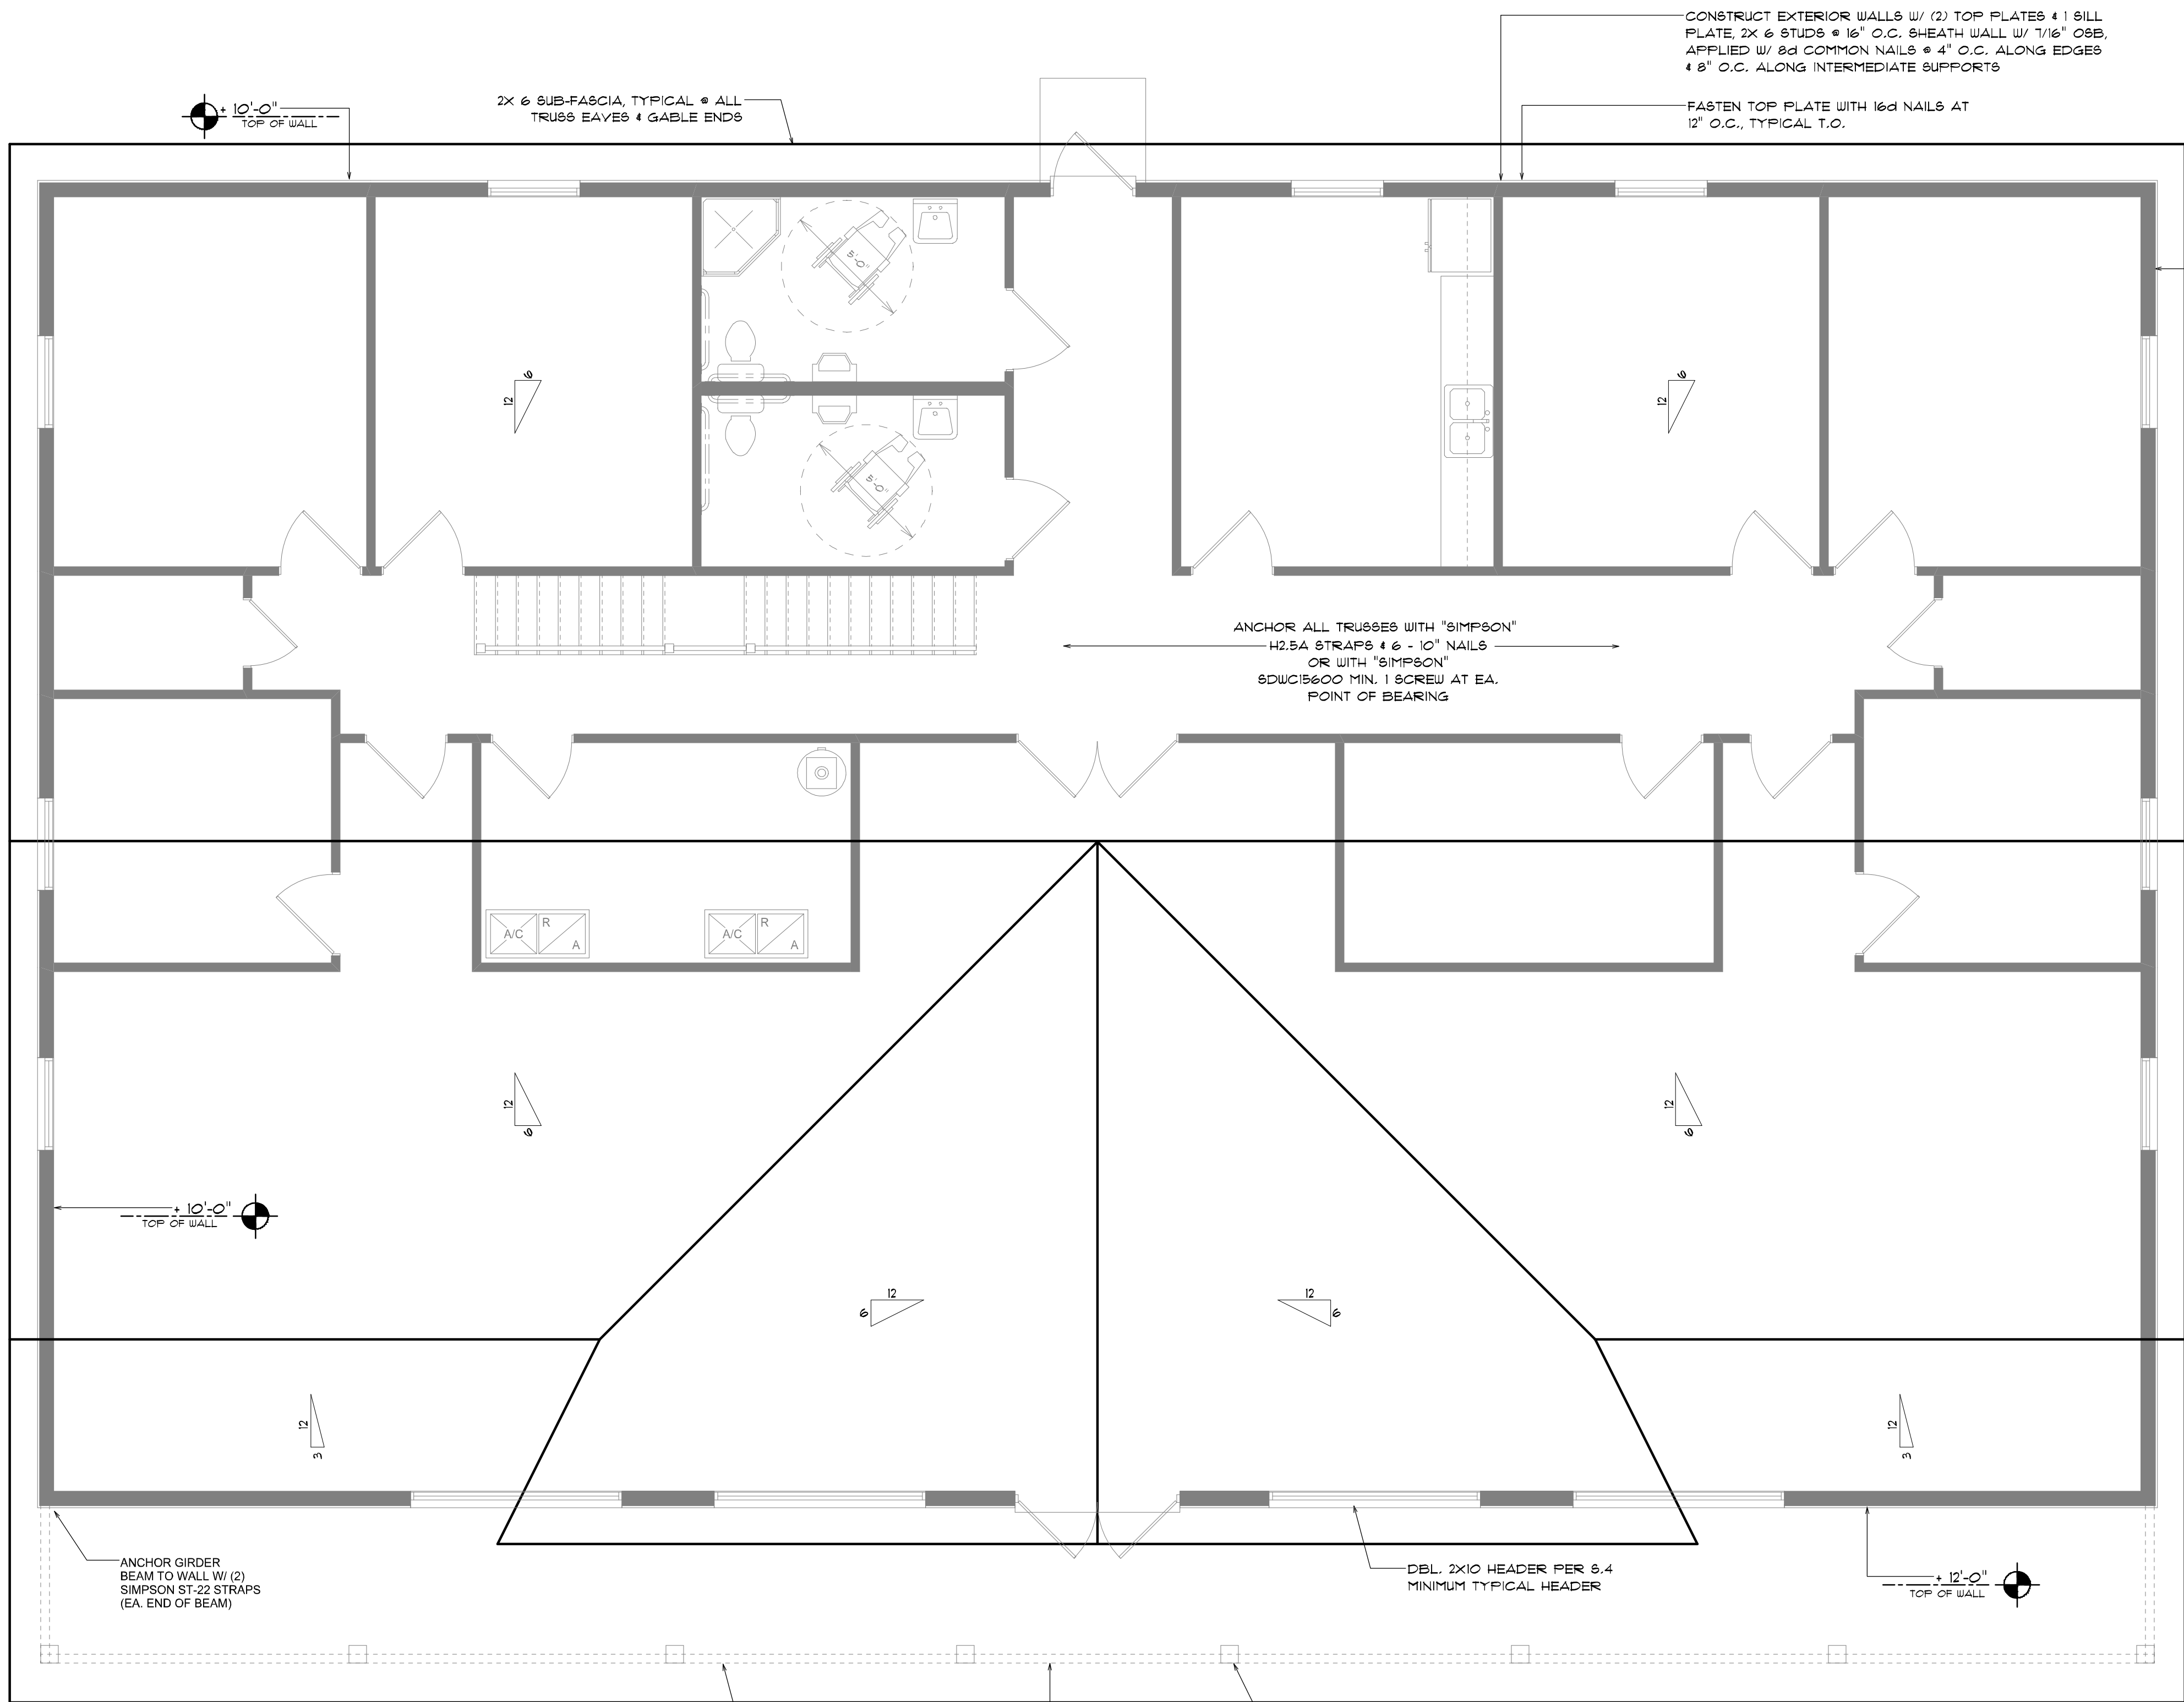 CONSTRUCT EXTERIOR WALLS W/ (2) TOP PLATES & 1 SILL
PLATE, 2X 6 STUDS @ 16" O.C. SHEATH WALL W/ 7/16" OSB,
APPLIED W/ 8d COMMON NAILS @ 4" O.C. ALONG EDGES
& 8" O.C. ALONG INTERMEDIATE SUPPORTS
+ 10'-0"
TOP OF WALL
2X 6 SUB-FASCIA, TYPICAL @ ALL
TRUSS EAVES & GABLE ENDS
FASTEN TOP PLATE WITH 16d NAILS AT
12" O.C., TYPICAL T.O.
5'-0"
6
12
6
12
5'-0"
ANCHOR ALL TRUSSES WITH "SIMPSON"
H2.5A STRAPS & 6 - 10" NAILS
OR WITH "SIMPSON"
SDWC15600 MIN. 1 SCREW AT EA.
POINT OF BEARING
A/C
R
A
A/C
R
A
12
6
12
6
+ 10'-0"
TOP OF WALL
12
6
12
6
12
3
12
3
ANCHOR GIRDER
BEAM TO WALL W/ (2)
SIMPSON ST-22 STRAPS
(EA. END OF BEAM)
DBL. 2X10 HEADER PER S.4
MINIMUM TYPICAL HEADER
+ 12'-0"
TOP OF WALL